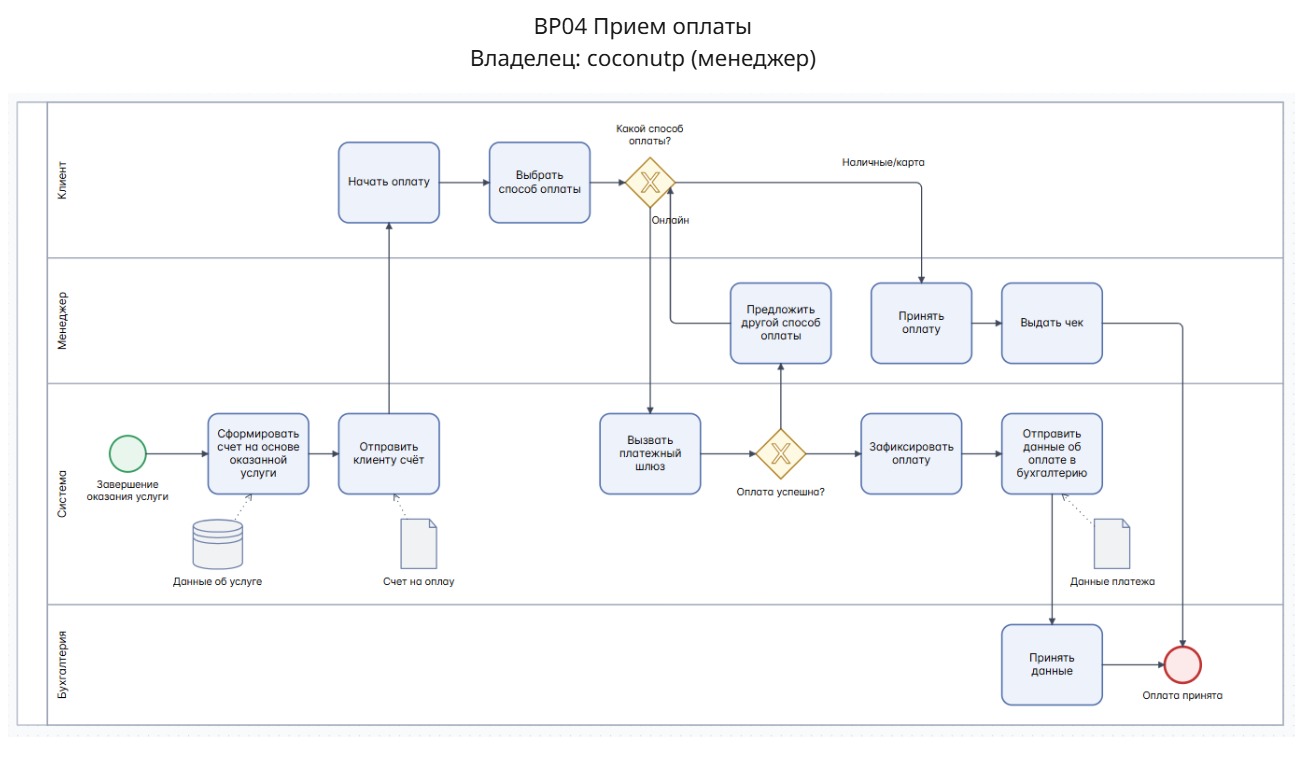 BP04 Прием оплаты
Владелец: coconutp (менеджер)
Клиент
Начать оплату
Выбрать
способ оплаты
Какой способ
оплаты?
Наличные/карта
Онлайн
Менеджер
Предложить
другой способ
оплаты
Принять
оплату
Выдать чек
Система
Завершение
оказания услуги
Сформировать
счет на основе
оказанной
услуги
Отправить
клиенту счёт
Вызвать
платежный
шлюз
Оплата успешна?
Зафиксировать
оплату
Отправить
данные об
оплате в
бухгалтерию
Данные об услуге
Счет на оплау
Данные платежа
Бухгалтерия
Принять
данные
Оплата принята